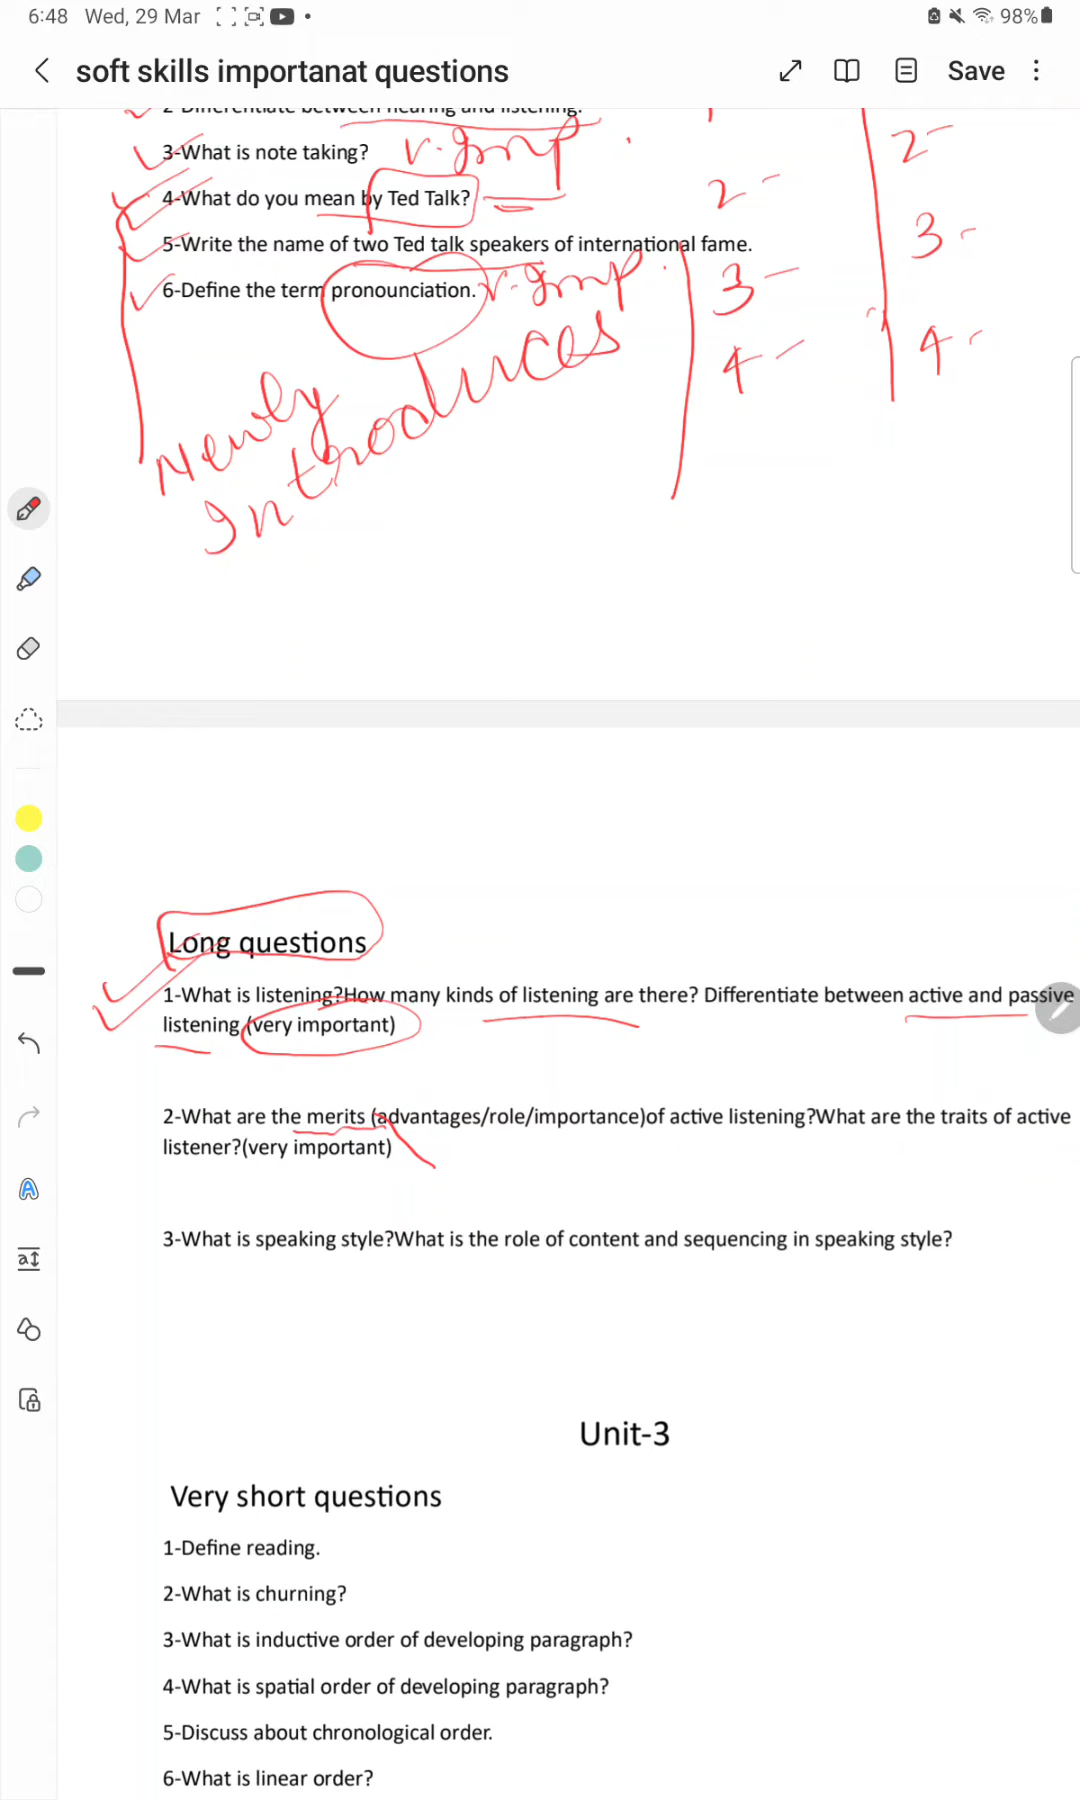 6:48 Wed, 29 Mar 98%
soft skills importanat questions Save
2-Differentiate between hearing and listening.
3-What is note taking? v.Imp 2-
4-What do you mean by Ted Talk? 2-
5-Write the name of two Ted talk speakers of international fame. 3-
6-Define the term pronounciation. v.Imp 3-
4- 4-
Newly
Introduces
Long questions
1-What is listening?How many kinds of listening are there? Differentiate between active and passive
listening (very important)
2-What are the merits (advantages/role/importance)of active listening?What are the traits of active
listener?(very important)
3-What is speaking style?What is the role of content and sequencing in speaking style?
Unit-3
Very short questions
1-Define reading.
2-What is churning?
3-What is inductive order of developing paragraph?
4-What is spatial order of developing paragraph?
5-Discuss about chronological order.
6-What is linear order?